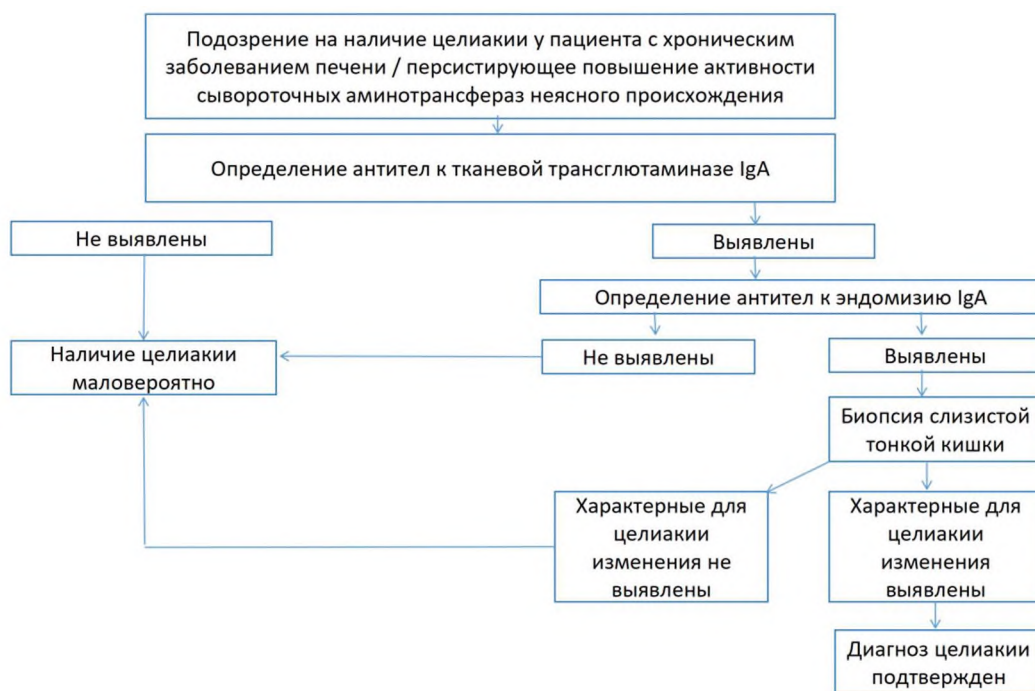 Подозрение на наличие целиакии у пациента с хроническим
заболеванием печени / персистирующее повышение активности
сывороточных аминотрансфераз неясного происхождения
Определение антител к тканевой трансглютаминазе IgA
Не выявлены
Выявлены
Определение антител к эндомизию IgA
Наличие целиакии
маловероятно
Не выявлены
Выявлены
Биопсия слизистой
тонкой кишки
Характерные для
целиакии
изменения не
выявлены
Характерные для
целиакии
изменения
выявлены
Диагноз целиакии
подтвержден